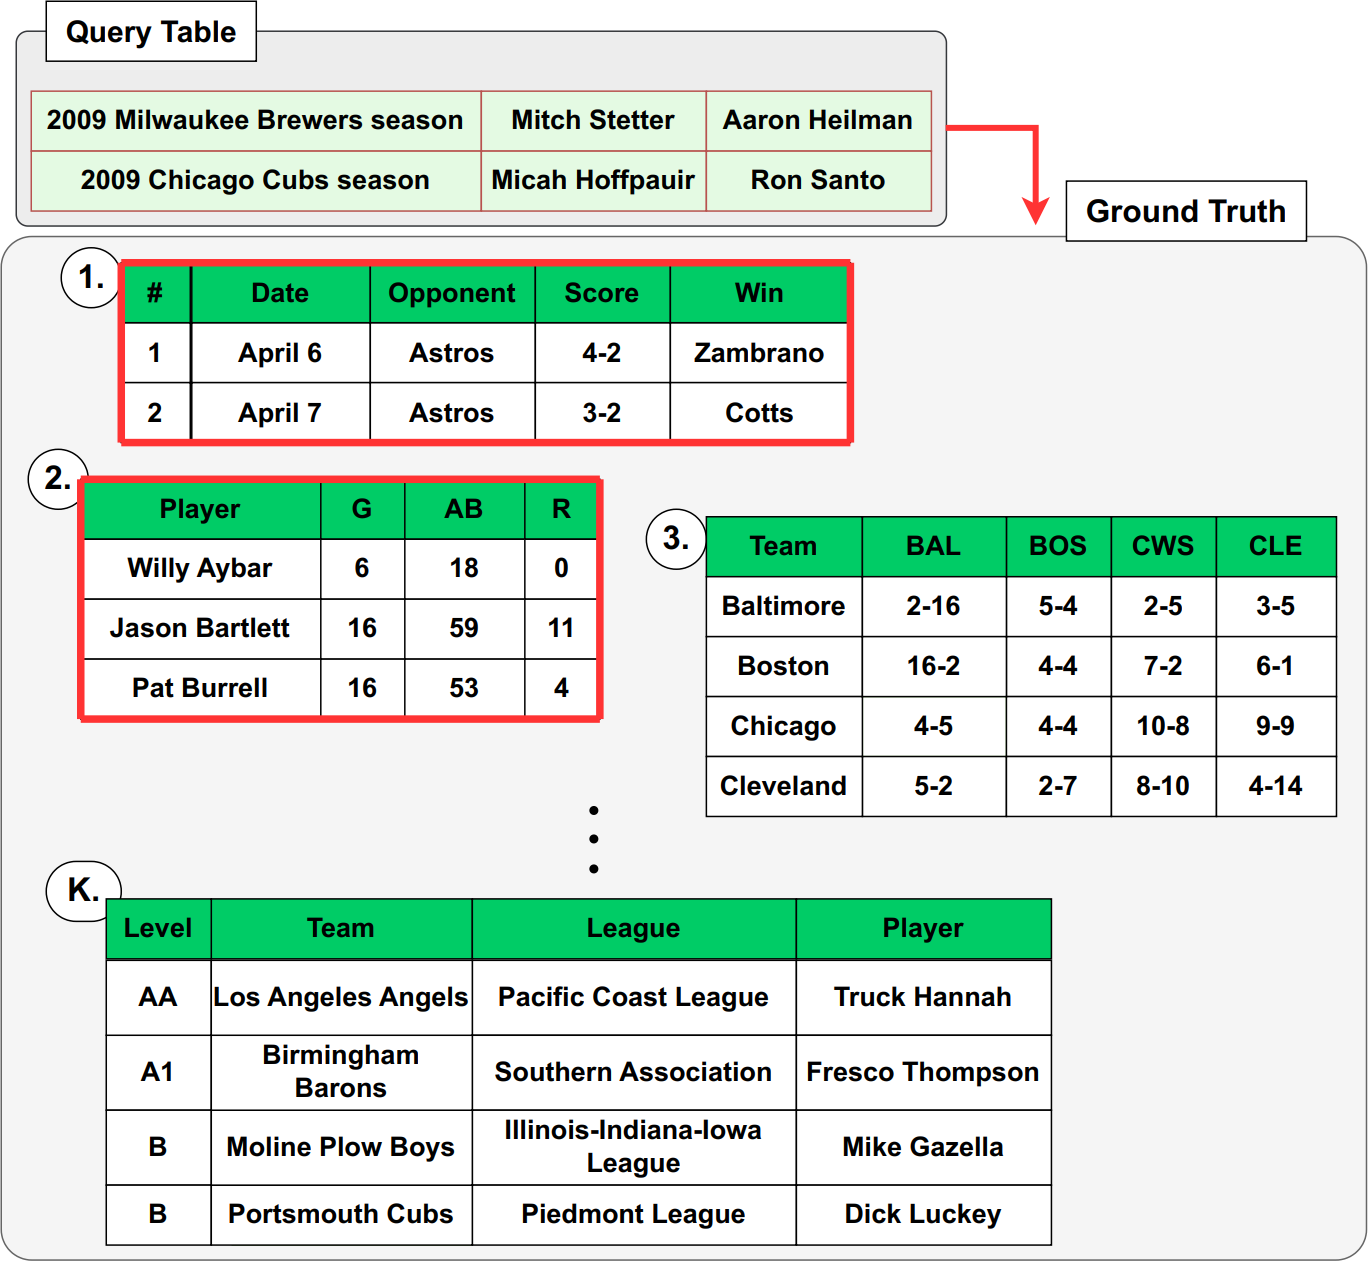 Query Table
2009 Milwaukee Brewers season Mitch Stetter Aaron Heilman
2009 Chicago Cubs season Micah Hoffpauir Ron Santo
Ground Truth
1.
# Date Opponent Score Win
1 April 6 Astros 4-2 Zambrano
2 April 7 Astros 3-2 Cotts
2.
Player G AB R
Willy Aybar 6 18 0
Jason Bartlett 16 59 11
Pat Burrell 16 53 4
3.
Team BAL BOS CWS CLE
Baltimore 2-16 5-4 2-5 3-5
Boston 16-2 4-4 7-2 6-1
Chicago 4-5 4-4 10-8 9-9
Cleveland 5-2 2-7 8-10 4-14
K.
Level Team League Player
AA Los Angeles Angels Pacific Coast League Truck Hannah
A1 Birmingham
Barons Southern Association Fresco Thompson
B Moline Plow Boys Illinois-Indiana-Iowa
League Mike Gazella
B Portsmouth Cubs Piedmont League Dick Luckey